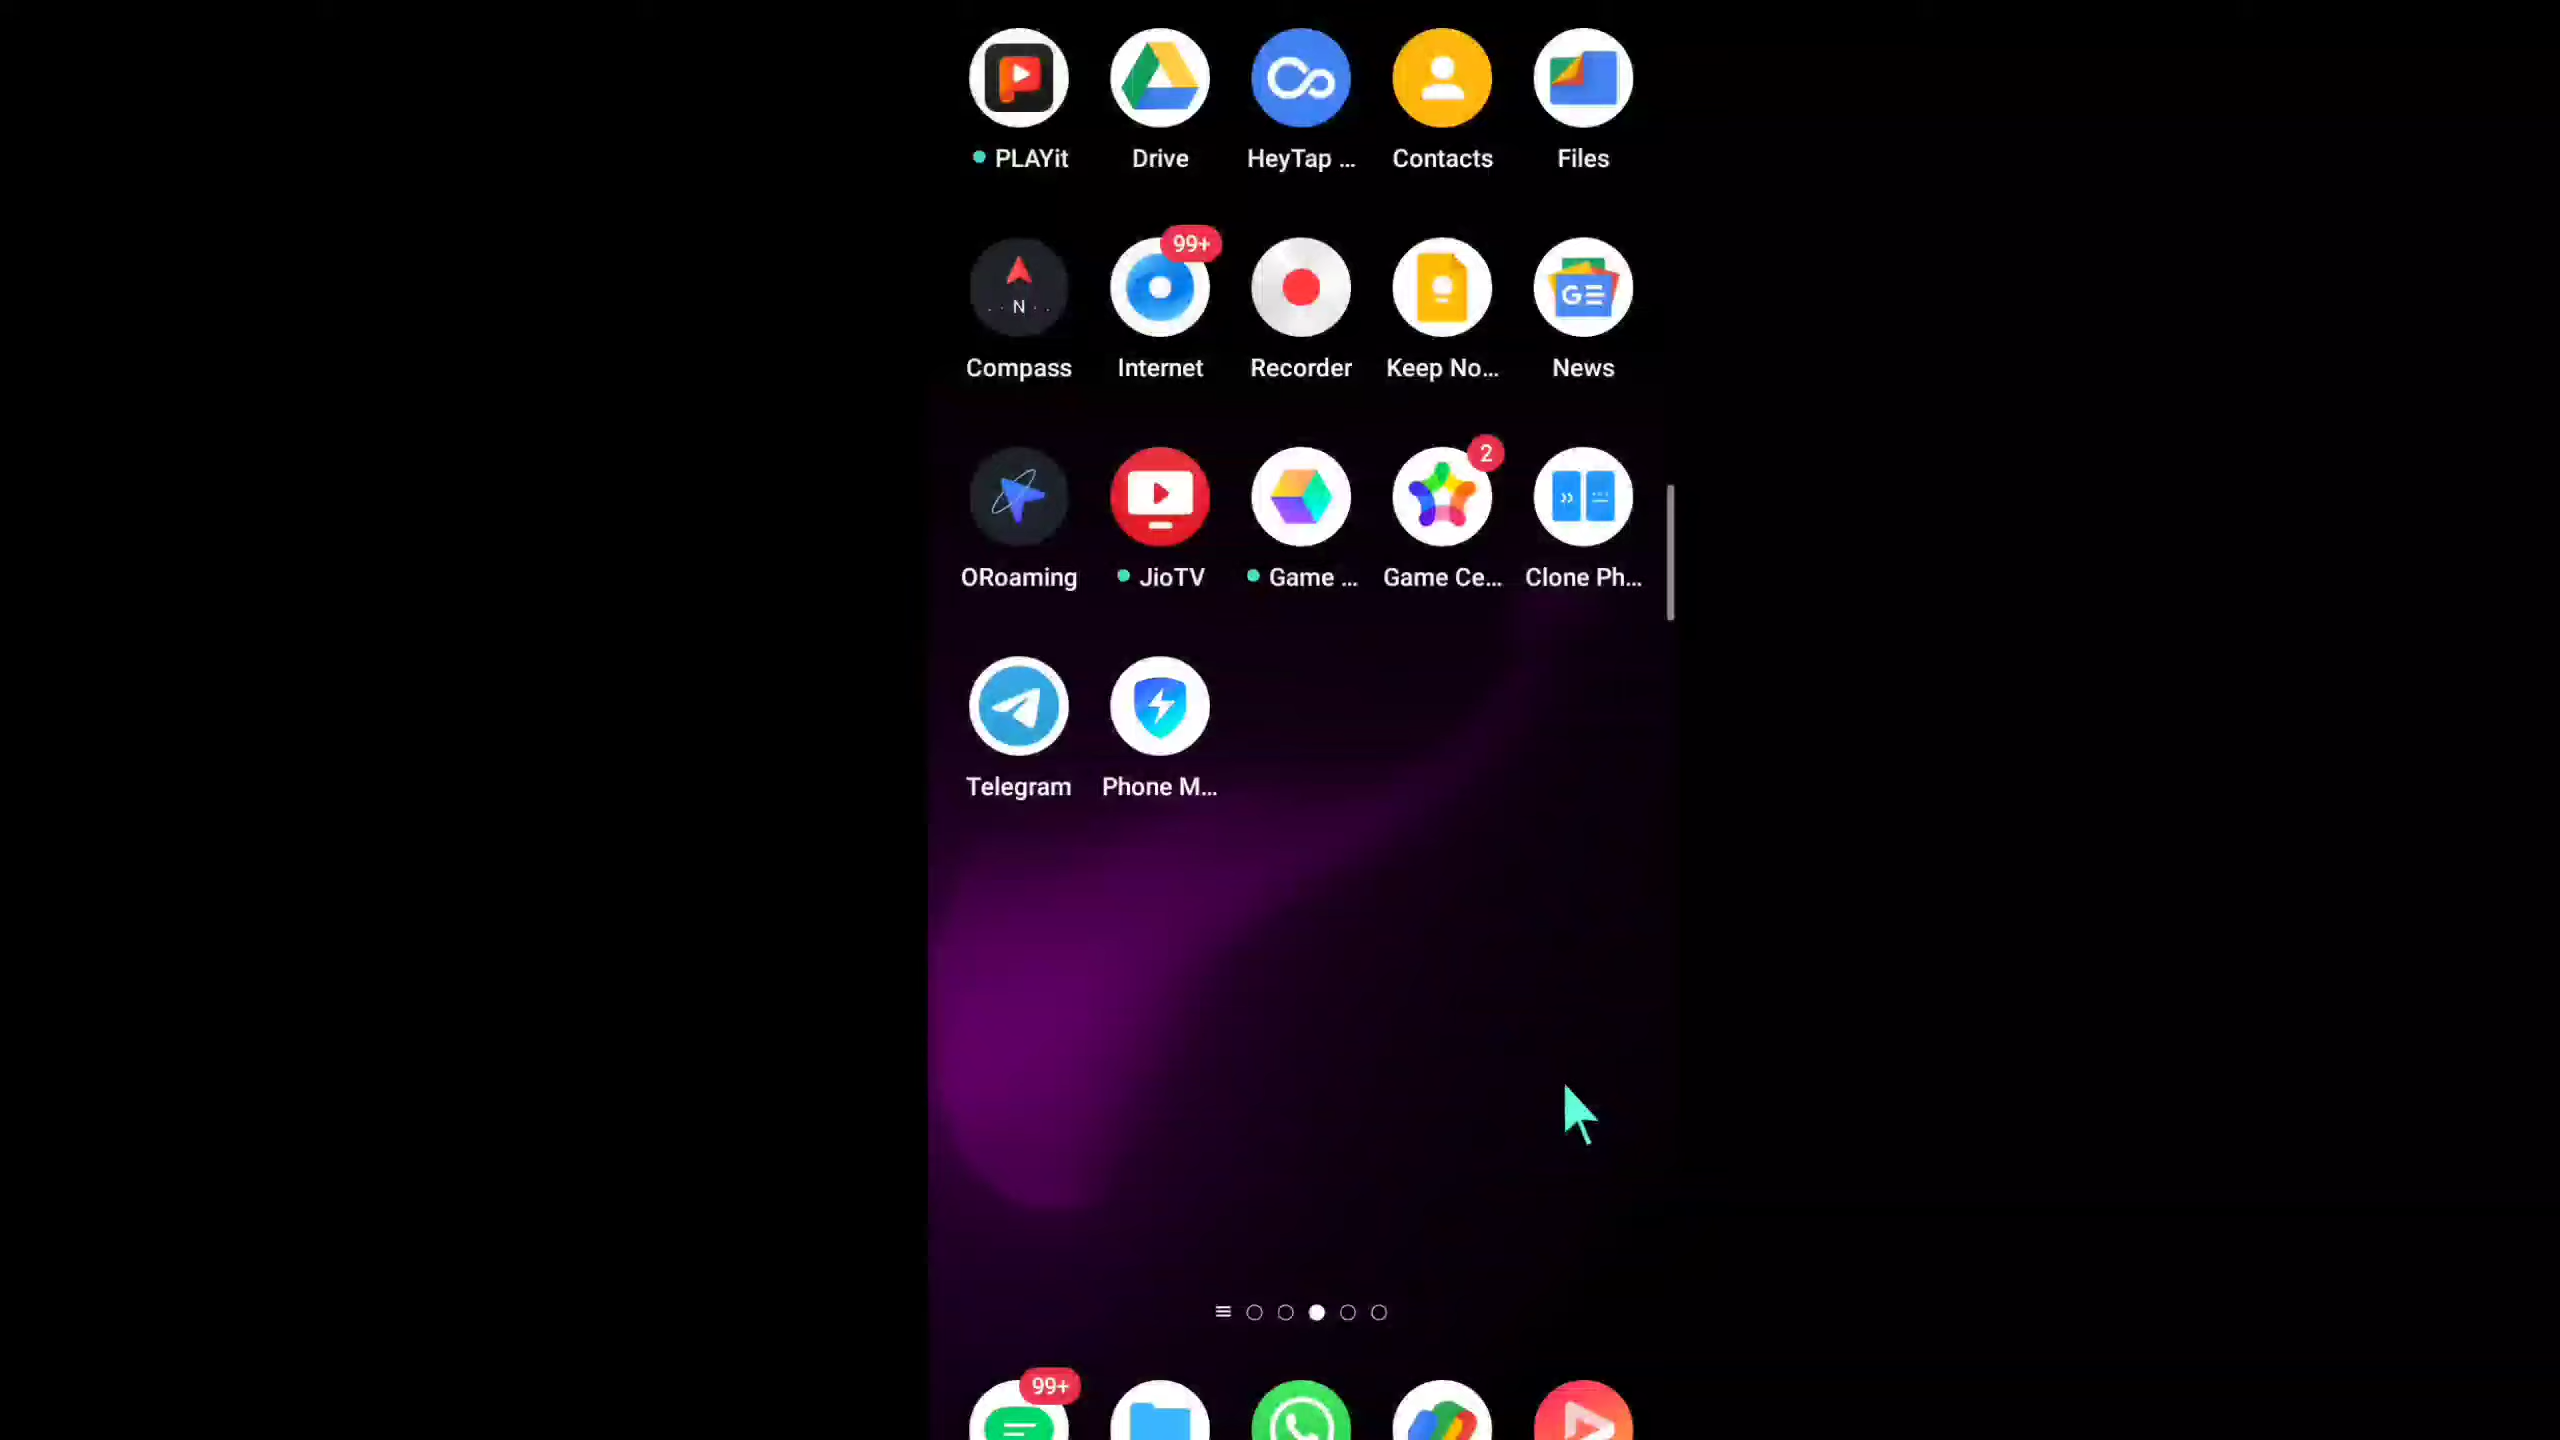 PLAYit
Drive
HeyTap ...
Contacts
Files
N
99+
Compass
Internet
Recorder
Keep No...
GE
News
2
ORoaming
JioTV
Game ...
Game Ce...
Clone Ph...
Telegram
Phone M...
99+